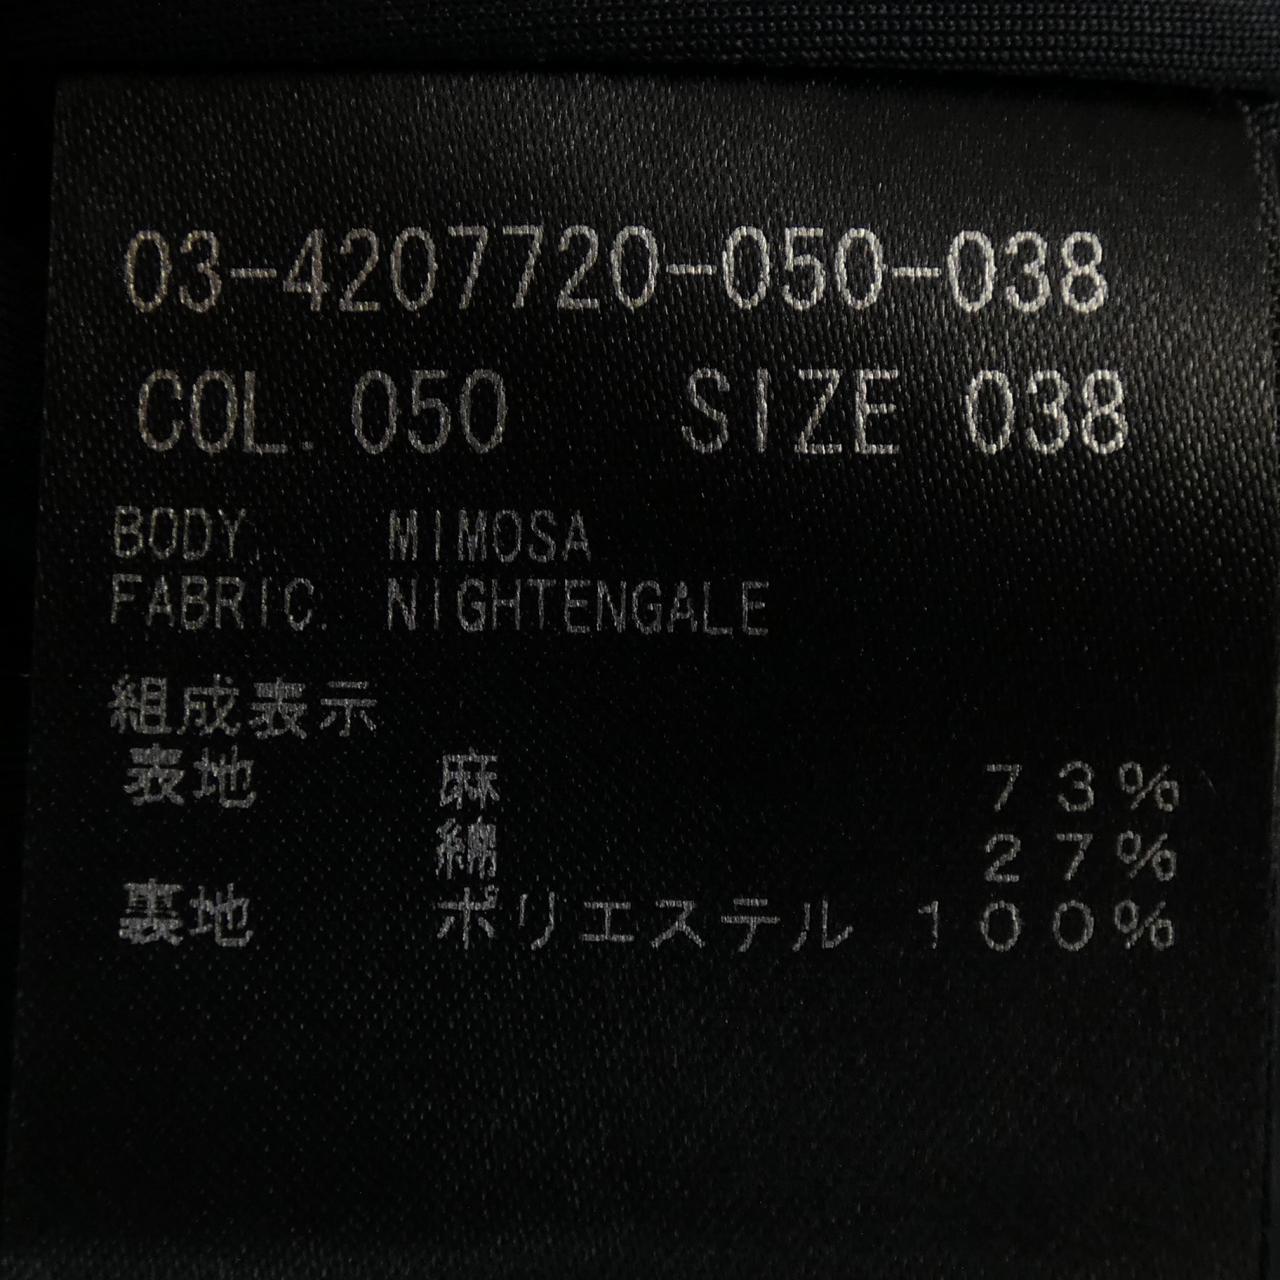 03-4207720-050-038
COL. 050 SIZE 038
BODY. MIMOSA
FABRIC. NIGHTENGALE
組成表示
表地 麻 73%
綿 27%
裏地 ポリエステル 100%